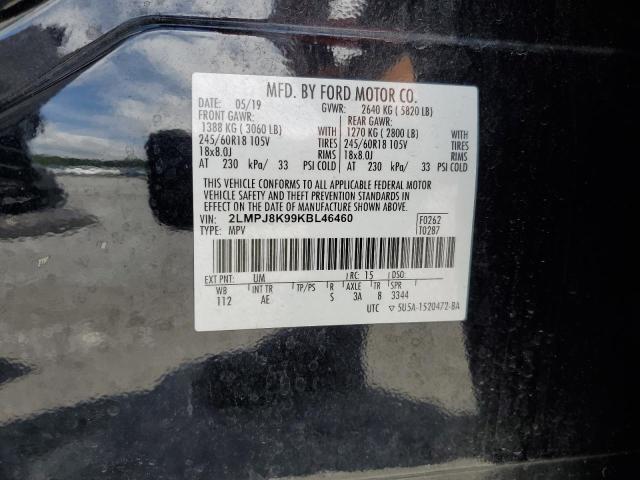 MFD. BY FORD MOTOR CO.
DATE: 05/19 GVWR: 2640 KG ( 5820 LB)
FRONT GAWR: REAR GAWR:
1388 KG ( 3060 LB) WITH 1270 KG ( 2800 LB) WITH
245/60R18 105V TIRES 245/60R18 105V TIRES
18x8.0J RIMS 18x8.0J RIMS
AT 230 kPa/ 33 PSI COLD AT 230 kPa/ 33 PSI COLD
THIS VEHICLE CONFORMS TO ALL APPLICABLE FEDERAL MOTOR
VEHICLE SAFETY AND THEFT PREVENTION STANDARDS IN
EFFECT ON THE DATE OF MANUFACTURE SHOWN ABOVE.
VIN: 2LMPJ8K99KBL46460 F0262
TYPE: MPV T0287
EXT PNT: UM RC: 15 DSO:
WB INT TR TP/PS R AXLE TR SPR
112 AE S 3A 8 3344
UTC ▽ 5U5A-1520472-BA